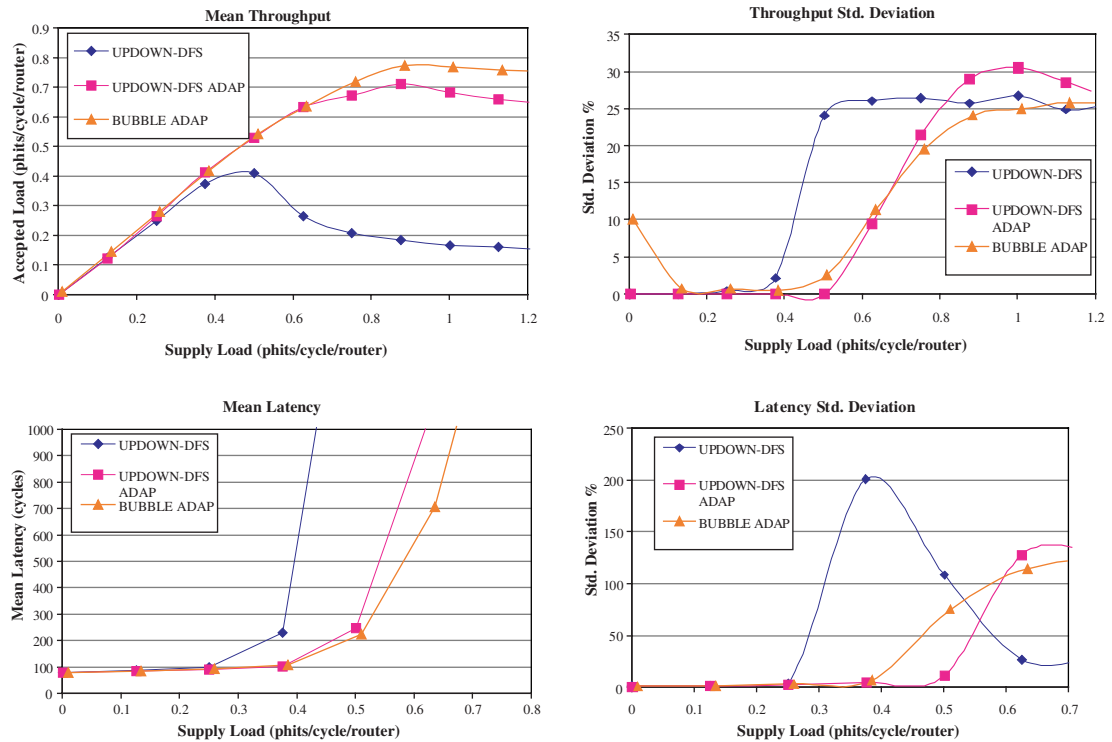 Mean Throughput
Accepted Load (phits/cycle/router)
0.9
0.8
0.7
0.6
0.5
0.4
0.3
0.2
0.1
0
UPDOWN-DFS
UPDOWN-DFS ADAP
BUBBLE ADAP
0 0.2 0.4 0.6 0.8 1 1.2
Supply Load (phits/cycle/router)
Throughput Std. Deviation
Std. Deviation %
35
30
25
20
15
10
5
0
UPDOWN-DFS
UPDOWN-DFS
ADAP
BUBBLE ADAP
0 0.2 0.4 0.6 0.8 1 1.2
Supply Load (phits/cycle/router)
Mean Latency
Mean Latency (cycles)
1000
900
800
700
600
500
400
300
200
100
0
UPDOWN-DFS
UPDOWN-DFS
ADAP
BUBBLE ADAP
0 0.1 0.2 0.3 0.4 0.5 0.6 0.7 0.8
Supply Load (phits/cycle/router)
Latency Std. Deviation
Std. Deviation %
250
200
150
100
50
0
UPDOWN-DFS
UPDOWN-DFS
ADAP
BUBBLE ADAP
0 0.1 0.2 0.3 0.4 0.5 0.6 0.7
Supply Load (phits/cycle/router)